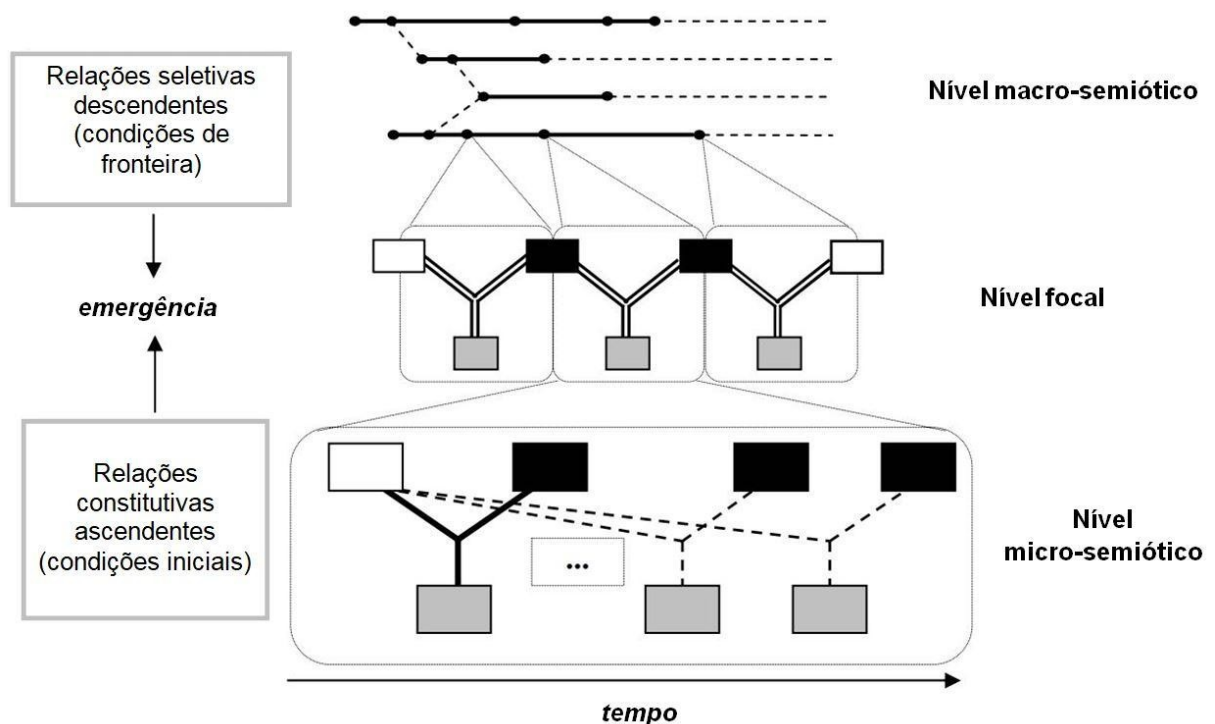 Relações seletivas
descendentes
(condições de
fronteira)
Nível macro-semiótico
emergência
Nível focal
Relações
constitutivas
ascendentes
(condições iniciais)
...
Nível
micro-semiótico
tempo